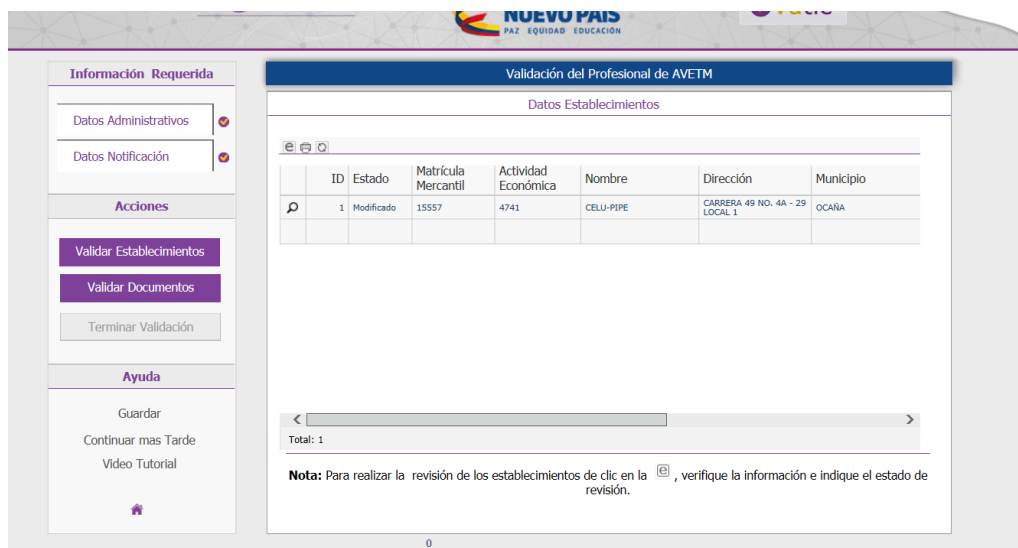 NUEVO PAÍS
PAZ EQUIDAD EDUCACIÓN
Información Requerida
Datos Administrativos
Datos Notificación
Acciones
Validar Establecimientos
Validar Documentos
Terminar Validación
Ayuda
Guardar
Continuar mas Tarde
Video Tutorial
Validación del Profesional de AVETM
Datos Establecimientos
e
ID Estado Matrícula Mercantil Actividad Económica Nombre Dirección Municipio
1 Modificado 15557 4741 CELU-PIPE CARRERA 49 NO. 4A - 29 LOCAL 1 OCAÑA
Total: 1
Nota: Para realizar la revisión de los establecimientos de clic en la e , verifique la información e indique el estado de
revisión.
0